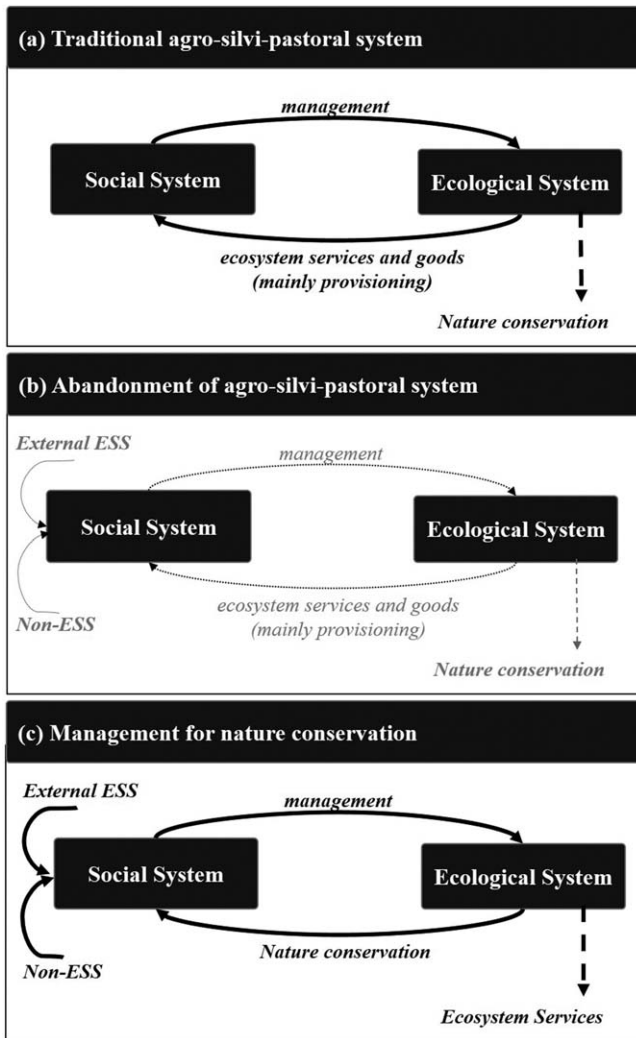 (a) Traditional agro-silvi-pastoral system
management
Social System
Ecological System
ecosystem services and goods
(mainly provisioning)
Nature conservation
(b) Abandonment of agro-silvi-pastoral system
External ESS
management
Social System
Ecological System
ecosystem services and goods
(mainly provisioning)
Non-ESS
Nature conservation
(c) Management for nature conservation
External ESS
management
Social System
Ecological System
Nature conservation
Non-ESS
Ecosystem Services